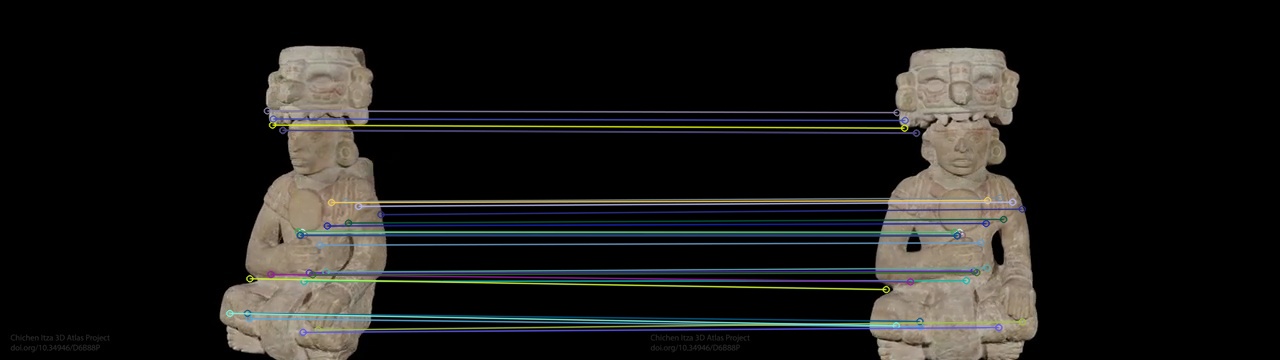 Chichen Itza 3D Atlas Project
doi.org/10.34946/D6B88P
Chichen Itza 3D Atlas Project
doi.org/10.34946/D6B88P